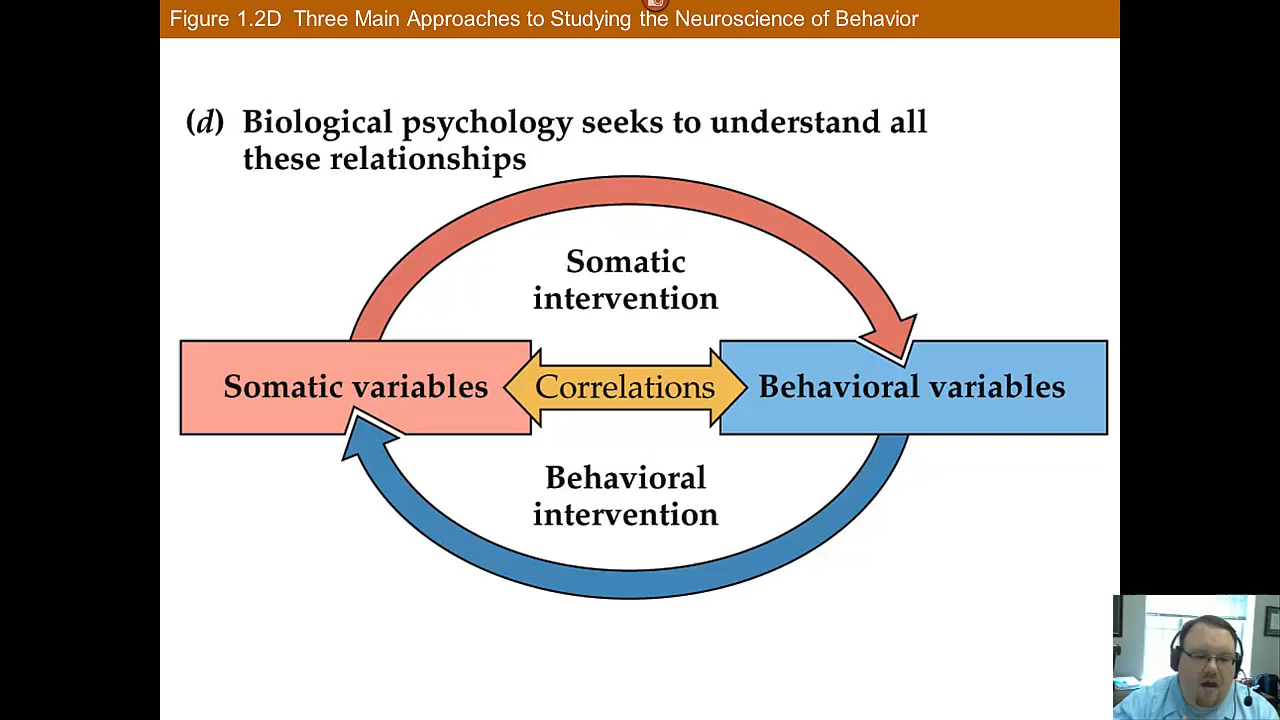 Figure 1.2D  Three Main Approaches to Studying the Neuroscience of Behavior
(d) Biological psychology seeks to understand all
these relationships
Somatic
intervention
Somatic variables
Correlations
Behavioral variables
Behavioral
intervention